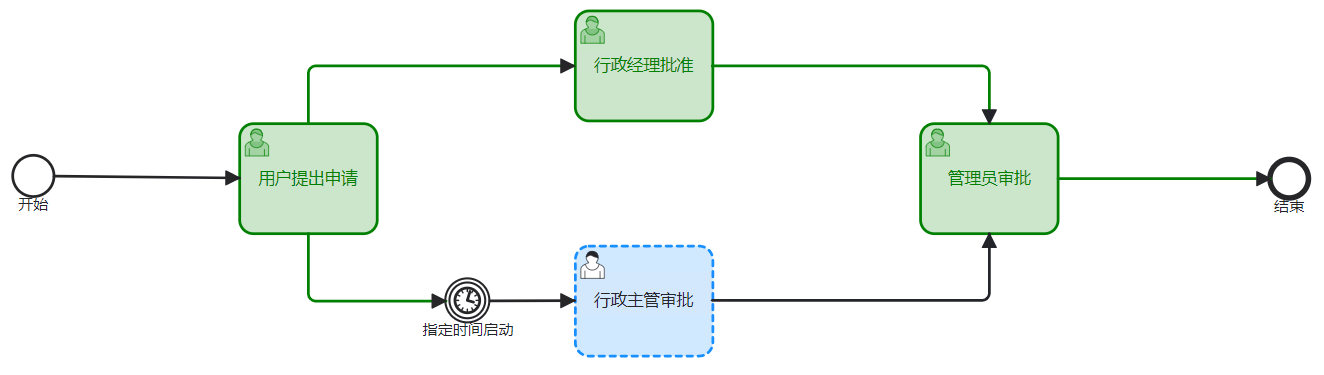 行政经理批准
用户提出申请
管理员审批
开始
结束
行政主管审批
指定时间启动